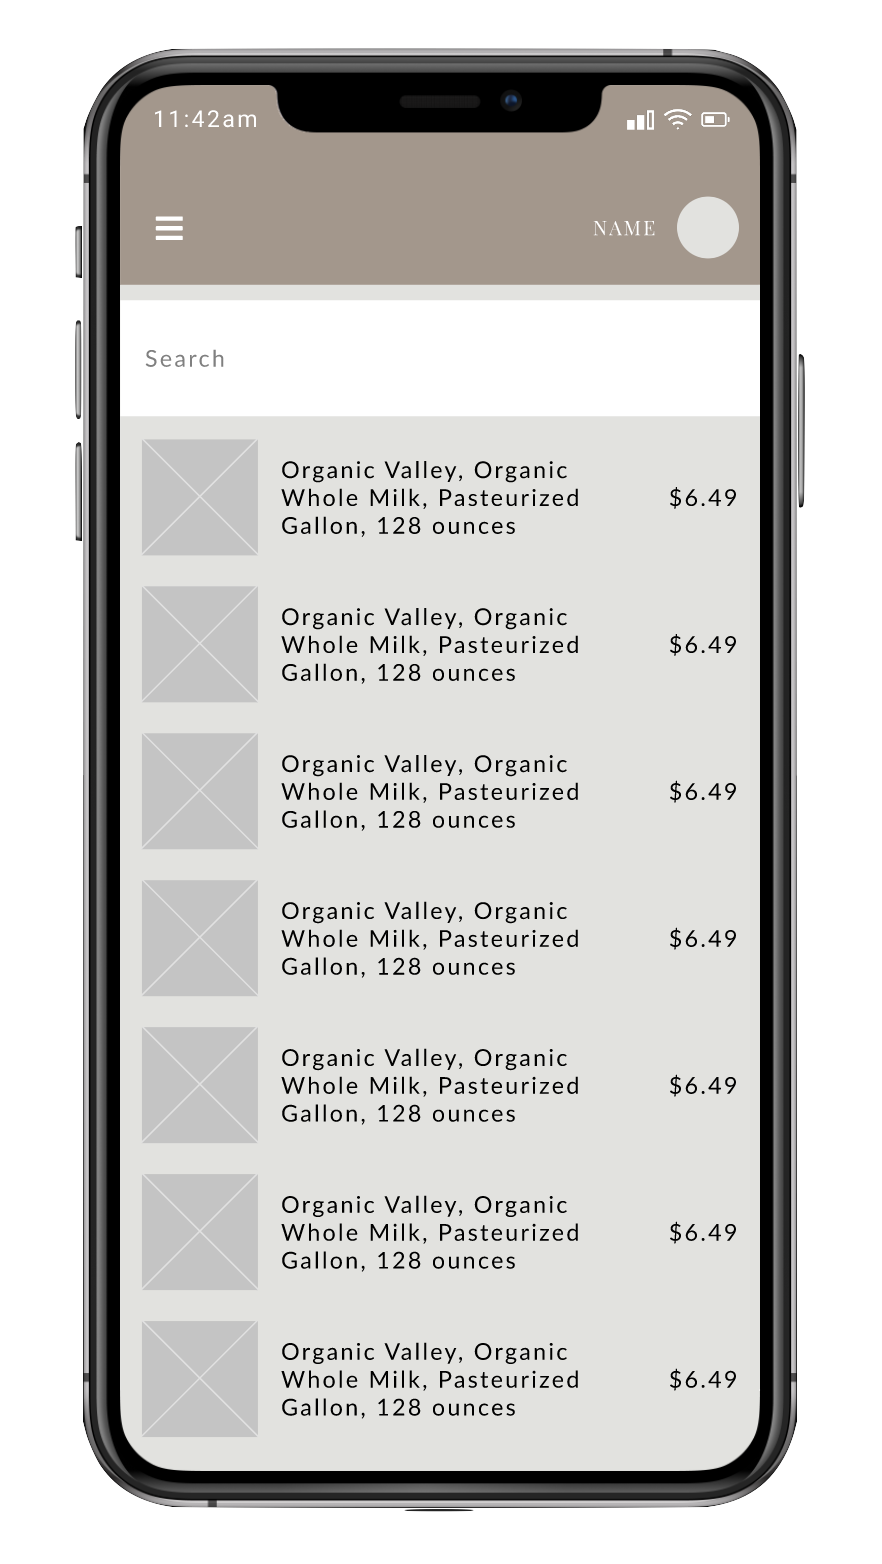 11:42am
NAME
Search
Organic Valley, Organic
Whole Milk, Pasteurized
$6.49
Gallon, 128 ounces
Organic Valley, Organic
Whole Milk, Pasteurized
$6.49
Gallon, 128 ounces
Organic Valley, Organic
Whole Milk, Pasteurized
$6.49
Gallon, 128 ounces
Organic Valley, Organic
Whole Milk, Pasteurized
$6.49
Gallon, 128 ounces
Organic Valley, Organic
Whole Milk, Pasteurized
$6.49
Gallon, 128 ounces
Organic Valley, Organic
Whole Milk, Pasteurized
$6.49
Gallon, 128 ounces
Organic Valley, Organic
Whole Milk, Pasteurized
$6.49
Gallon, 128 ounces